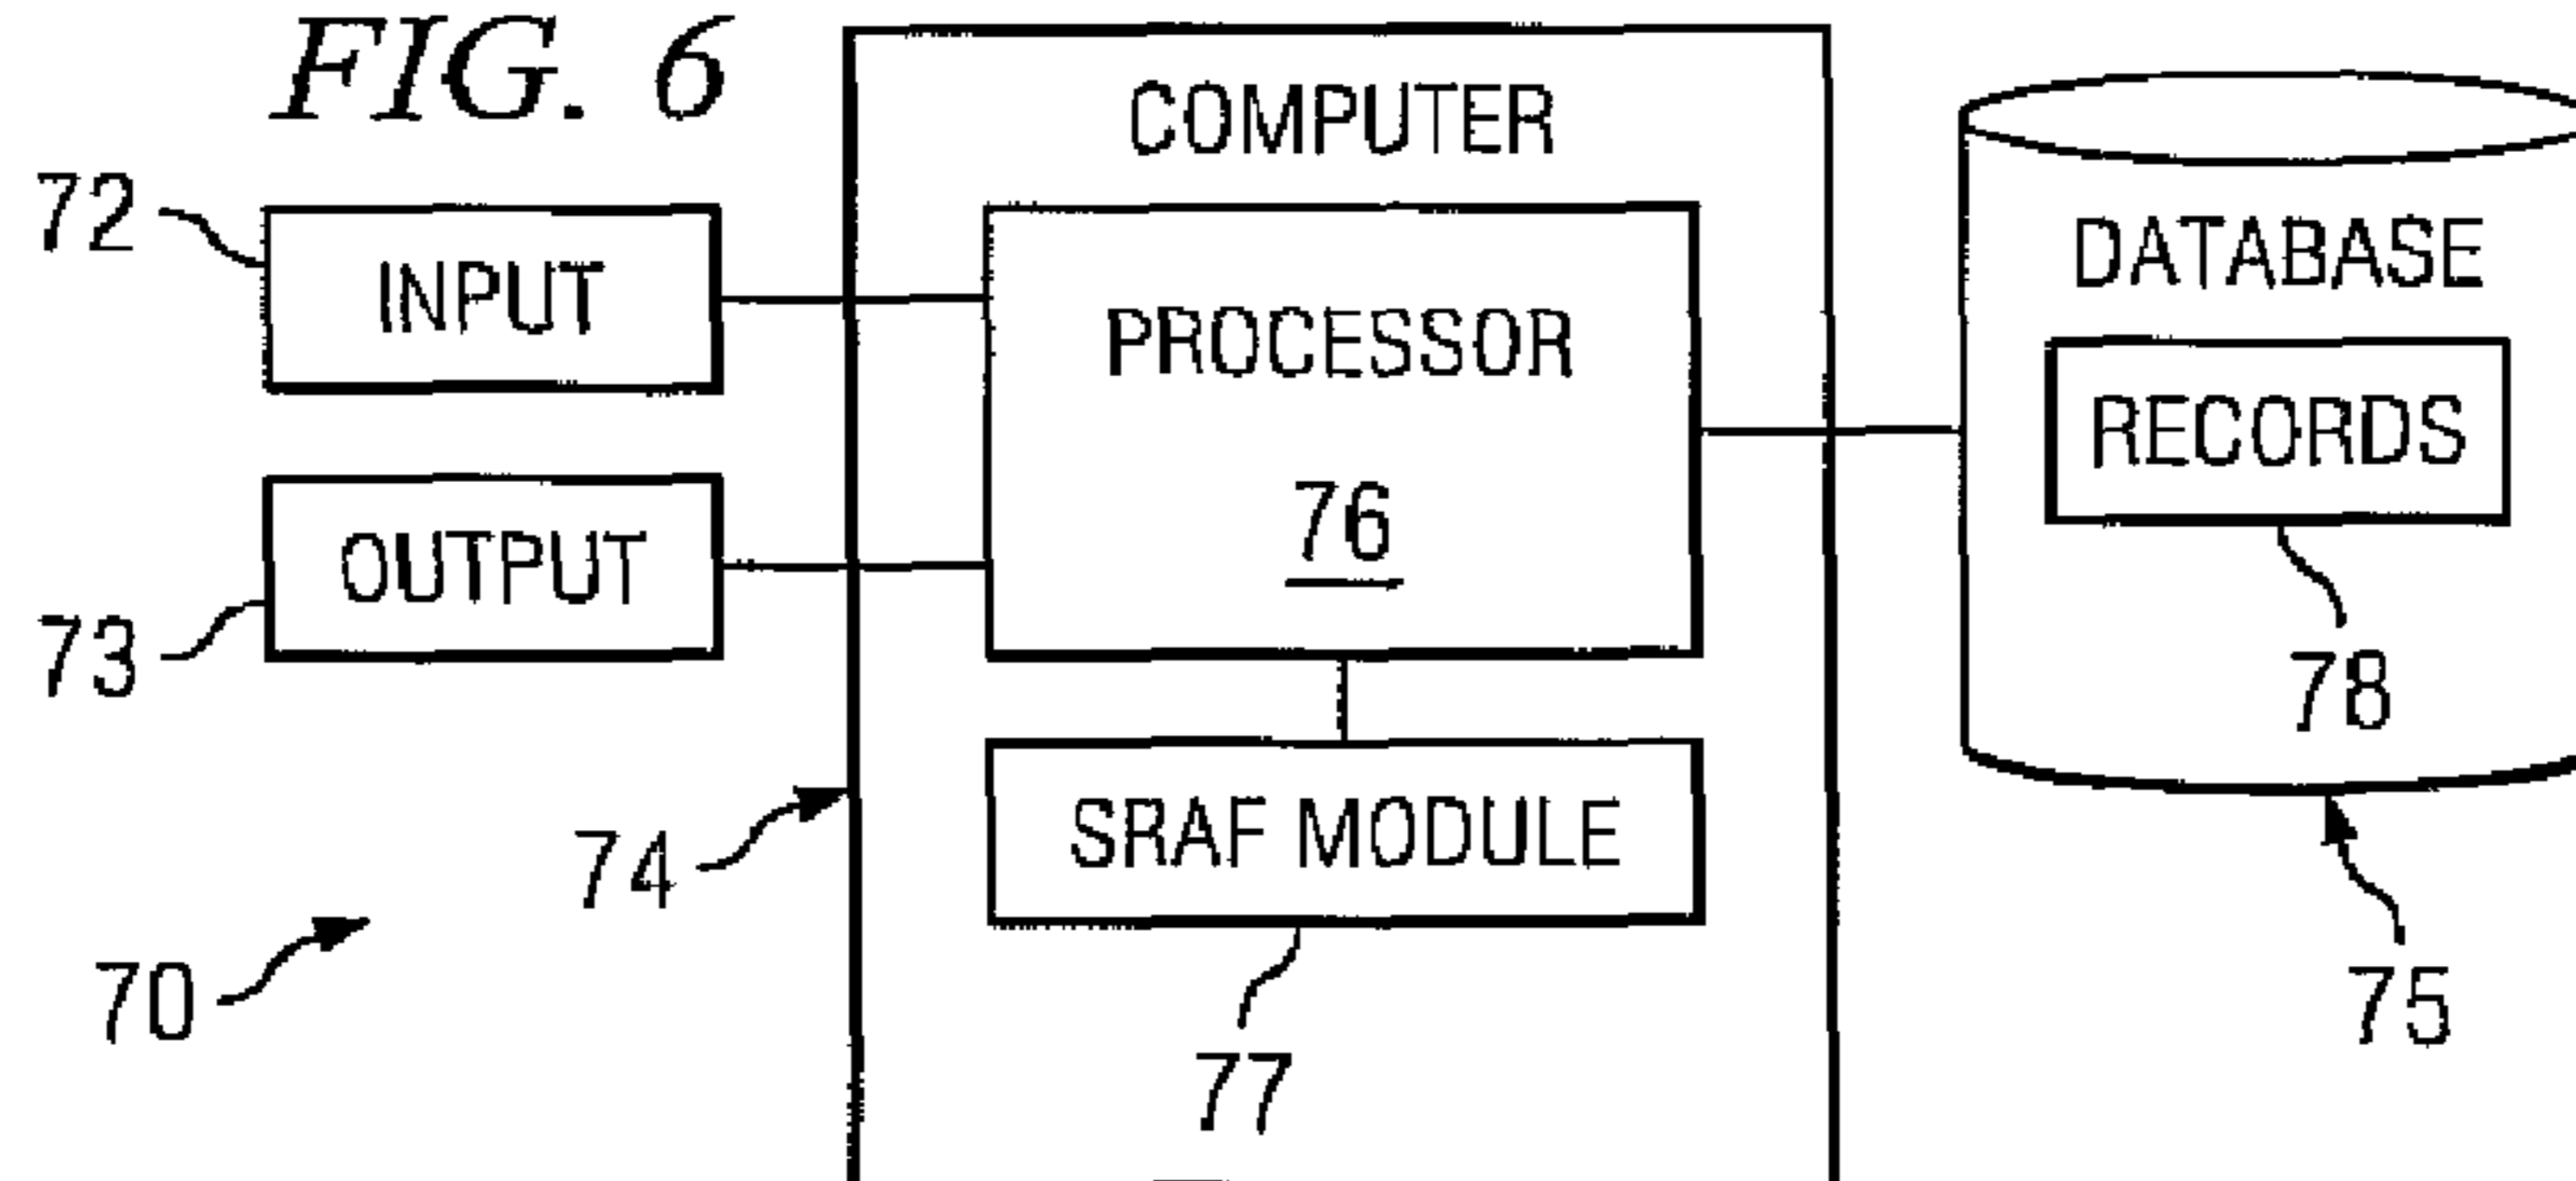 FIG. 6
COMPUTER
72
INPUT
PROCESSOR
76
DATABASE
RECORDS
78
OUTPUT
73
74
SRAF MODULE
70
77
75